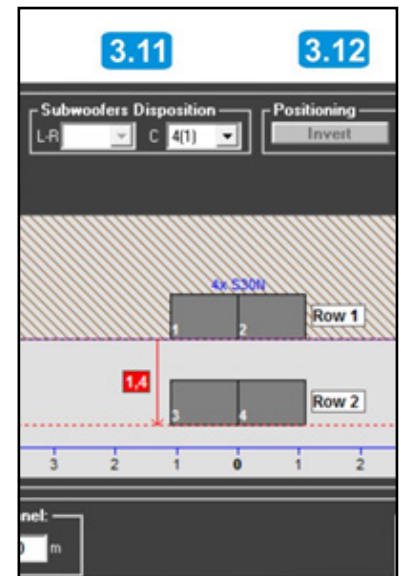 3.11 3.12
Subwoofers Disposition Positioning
L-R C 4(1) Invert
4x S30N
1 2 Row 1
1,4
3 4 Row 2
3 2 1 0 1 2
nel:
m